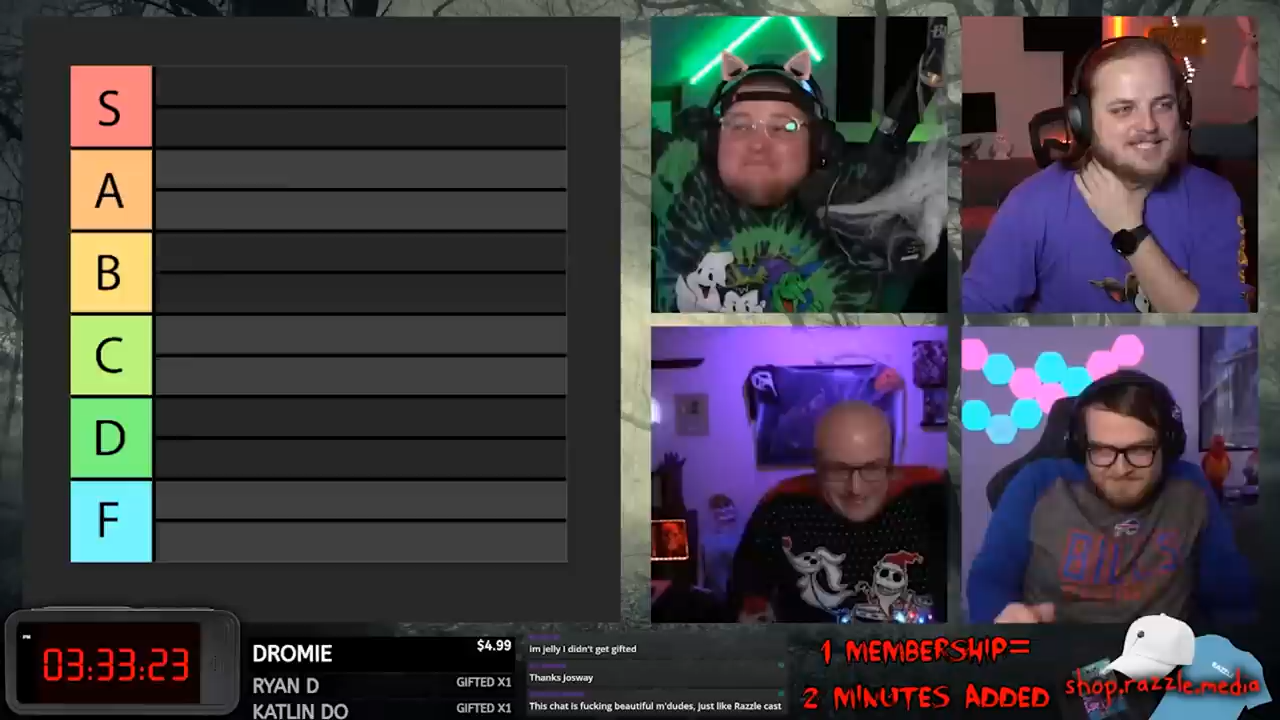 S
A
B
C
D
F
BILLS
PM
03:33:23
DROMIE $4.99
RYAN D GIFTED X1
KATLIN DO GIFTED X1
im jelly I didn't get gifted
Thanks Josway
This chat is fucking beautiful m'dudes, just like Razzle cast
1 MEMBERSHIP=
2 MINUTES ADDED
shop.razzle.media